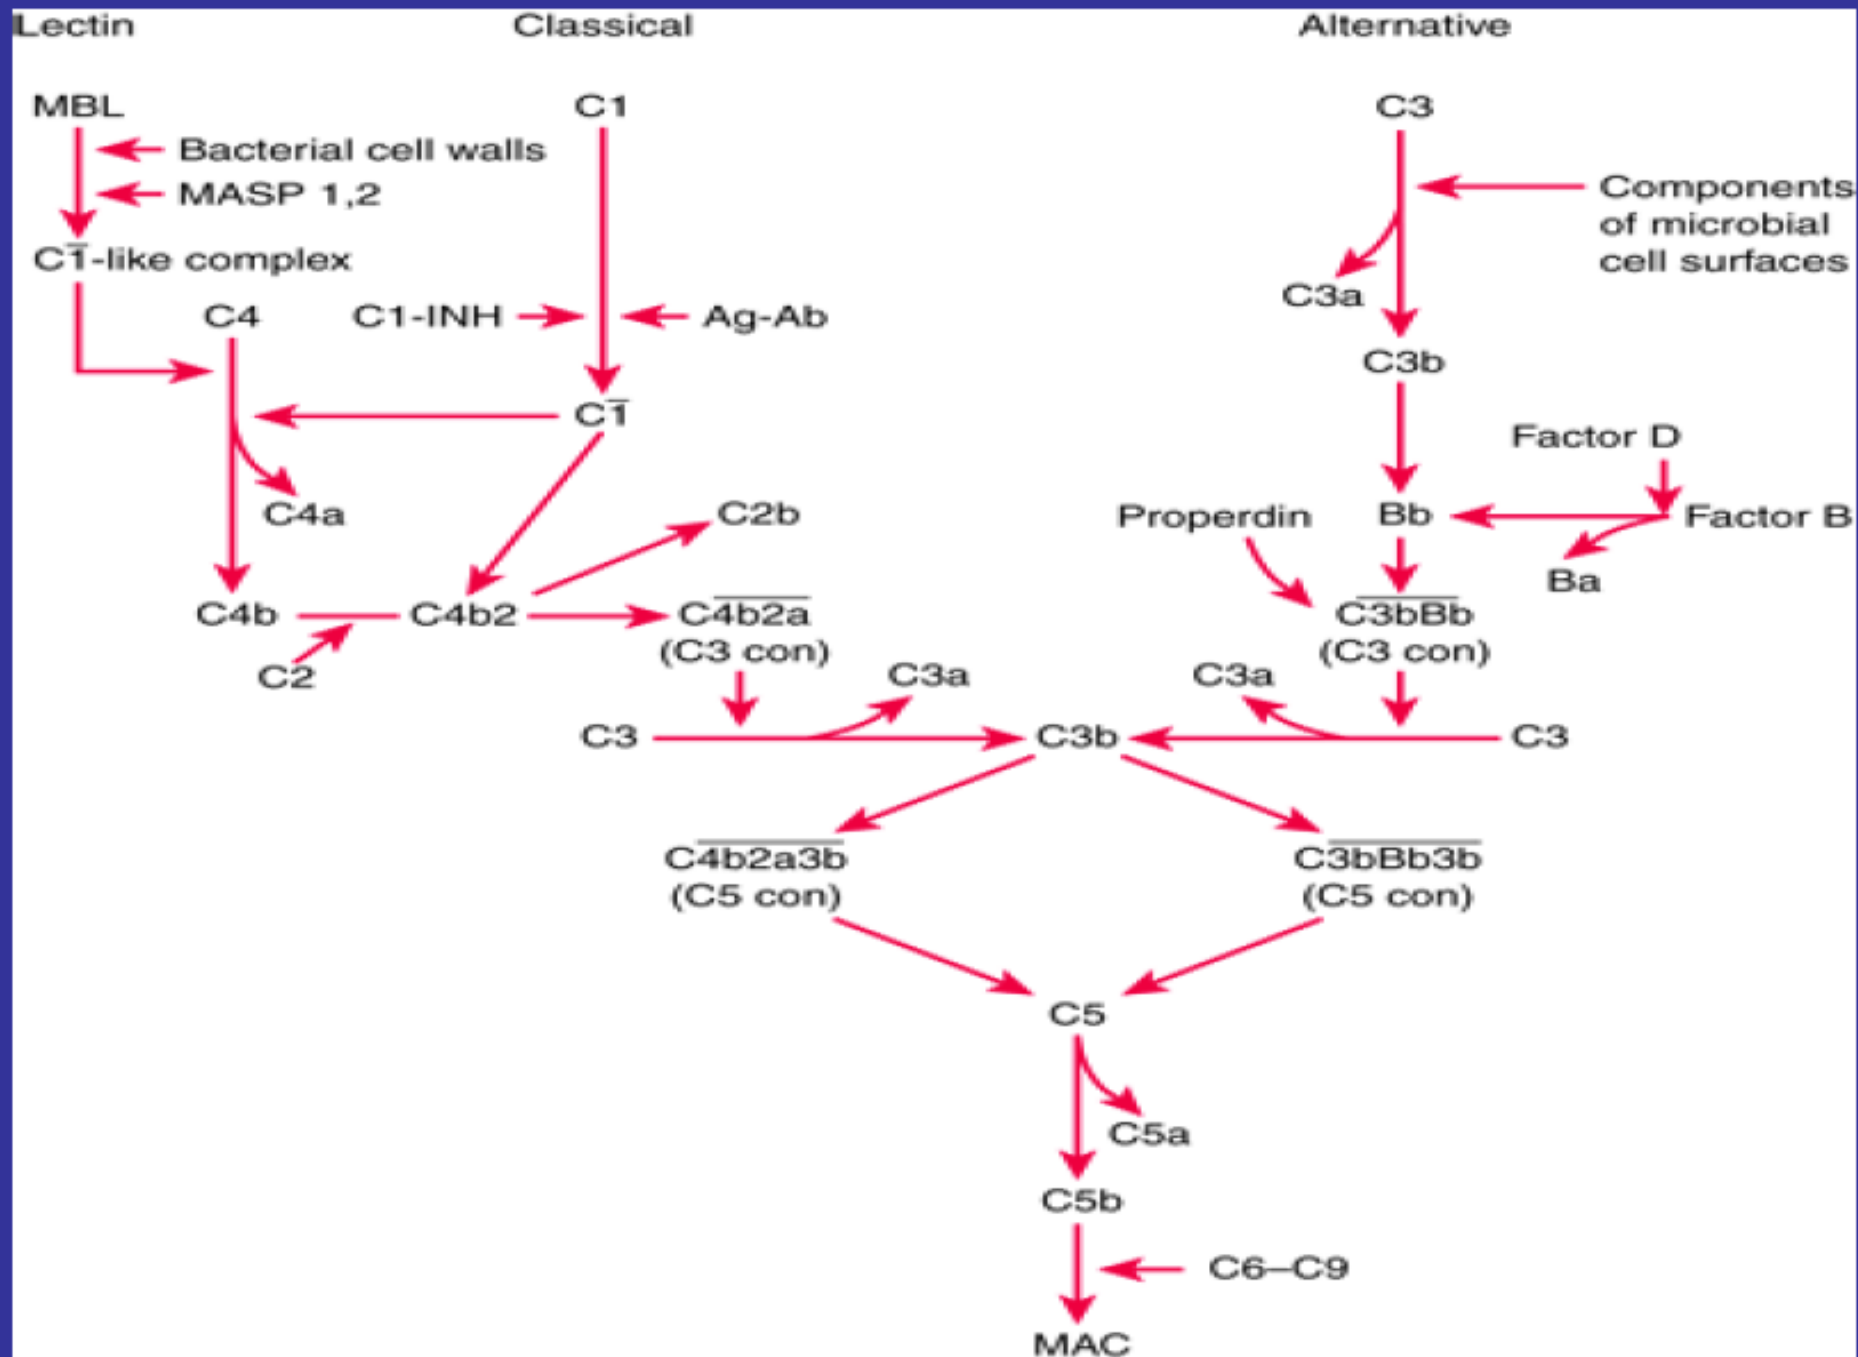 Lectin
Classical
Alternative
MBL
C1
C3
Bacterial cell walls
MASP 1,2
Components
of microbial
cell surfaces
C1̅-like complex
C3a
C4
C1-INH
Ag-Ab
C3b
C1̅
Factor D
C4a
C2b
Properdin
Bb
Factor B
Ba
C4b
C4b2
C4̅b̅2̅a̅
(C3 con)
C3̅b̅B̅b̅
(C3 con)
C2
C3a
C3a
C3
C3b
C3
C4̅b̅2̅a̅3̅b̅
(C5 con)
C3̅b̅B̅b̅3̅b̅
(C5 con)
C5
C5a
C5b
C6–C9
MAC